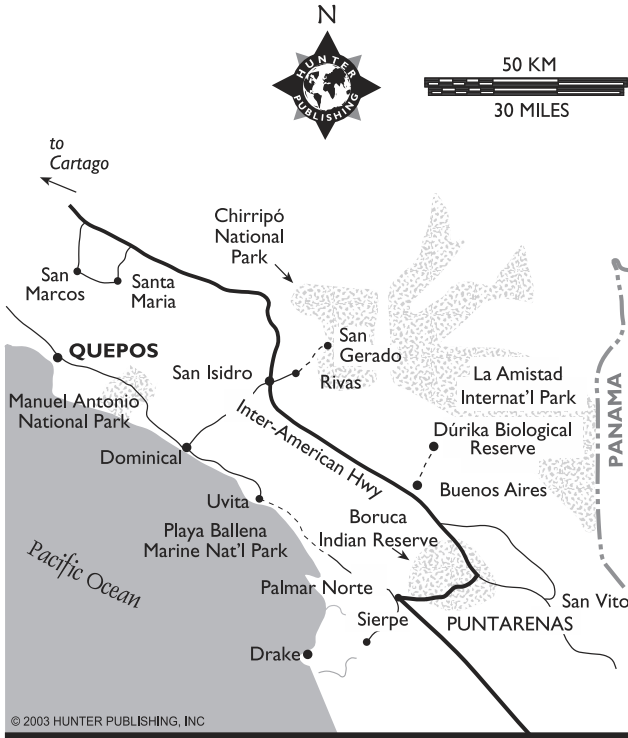 N
HUNTER
PUBLISHING
50 KM
30 MILES
to
Cartago
Chirripó
National
Park
San
Marcos
Santa
Maria
San
Gerado
QUEPOS
San Isidro
Rivas
La Amistad
Internat'l Park
PANAMA
Manuel Antonio
National Park
Inter-American Hwy
Dúrika Biological
Reserve
Dominical
Buenos Aires
Uvita
Boruca
Indian Reserve
Playa Ballena
Marine Nat'l Park
Pacific Ocean
Palmar Norte
San Vito
Sierpe
PUNTARENAS
Drake
© 2003 HUNTER PUBLISHING, INC